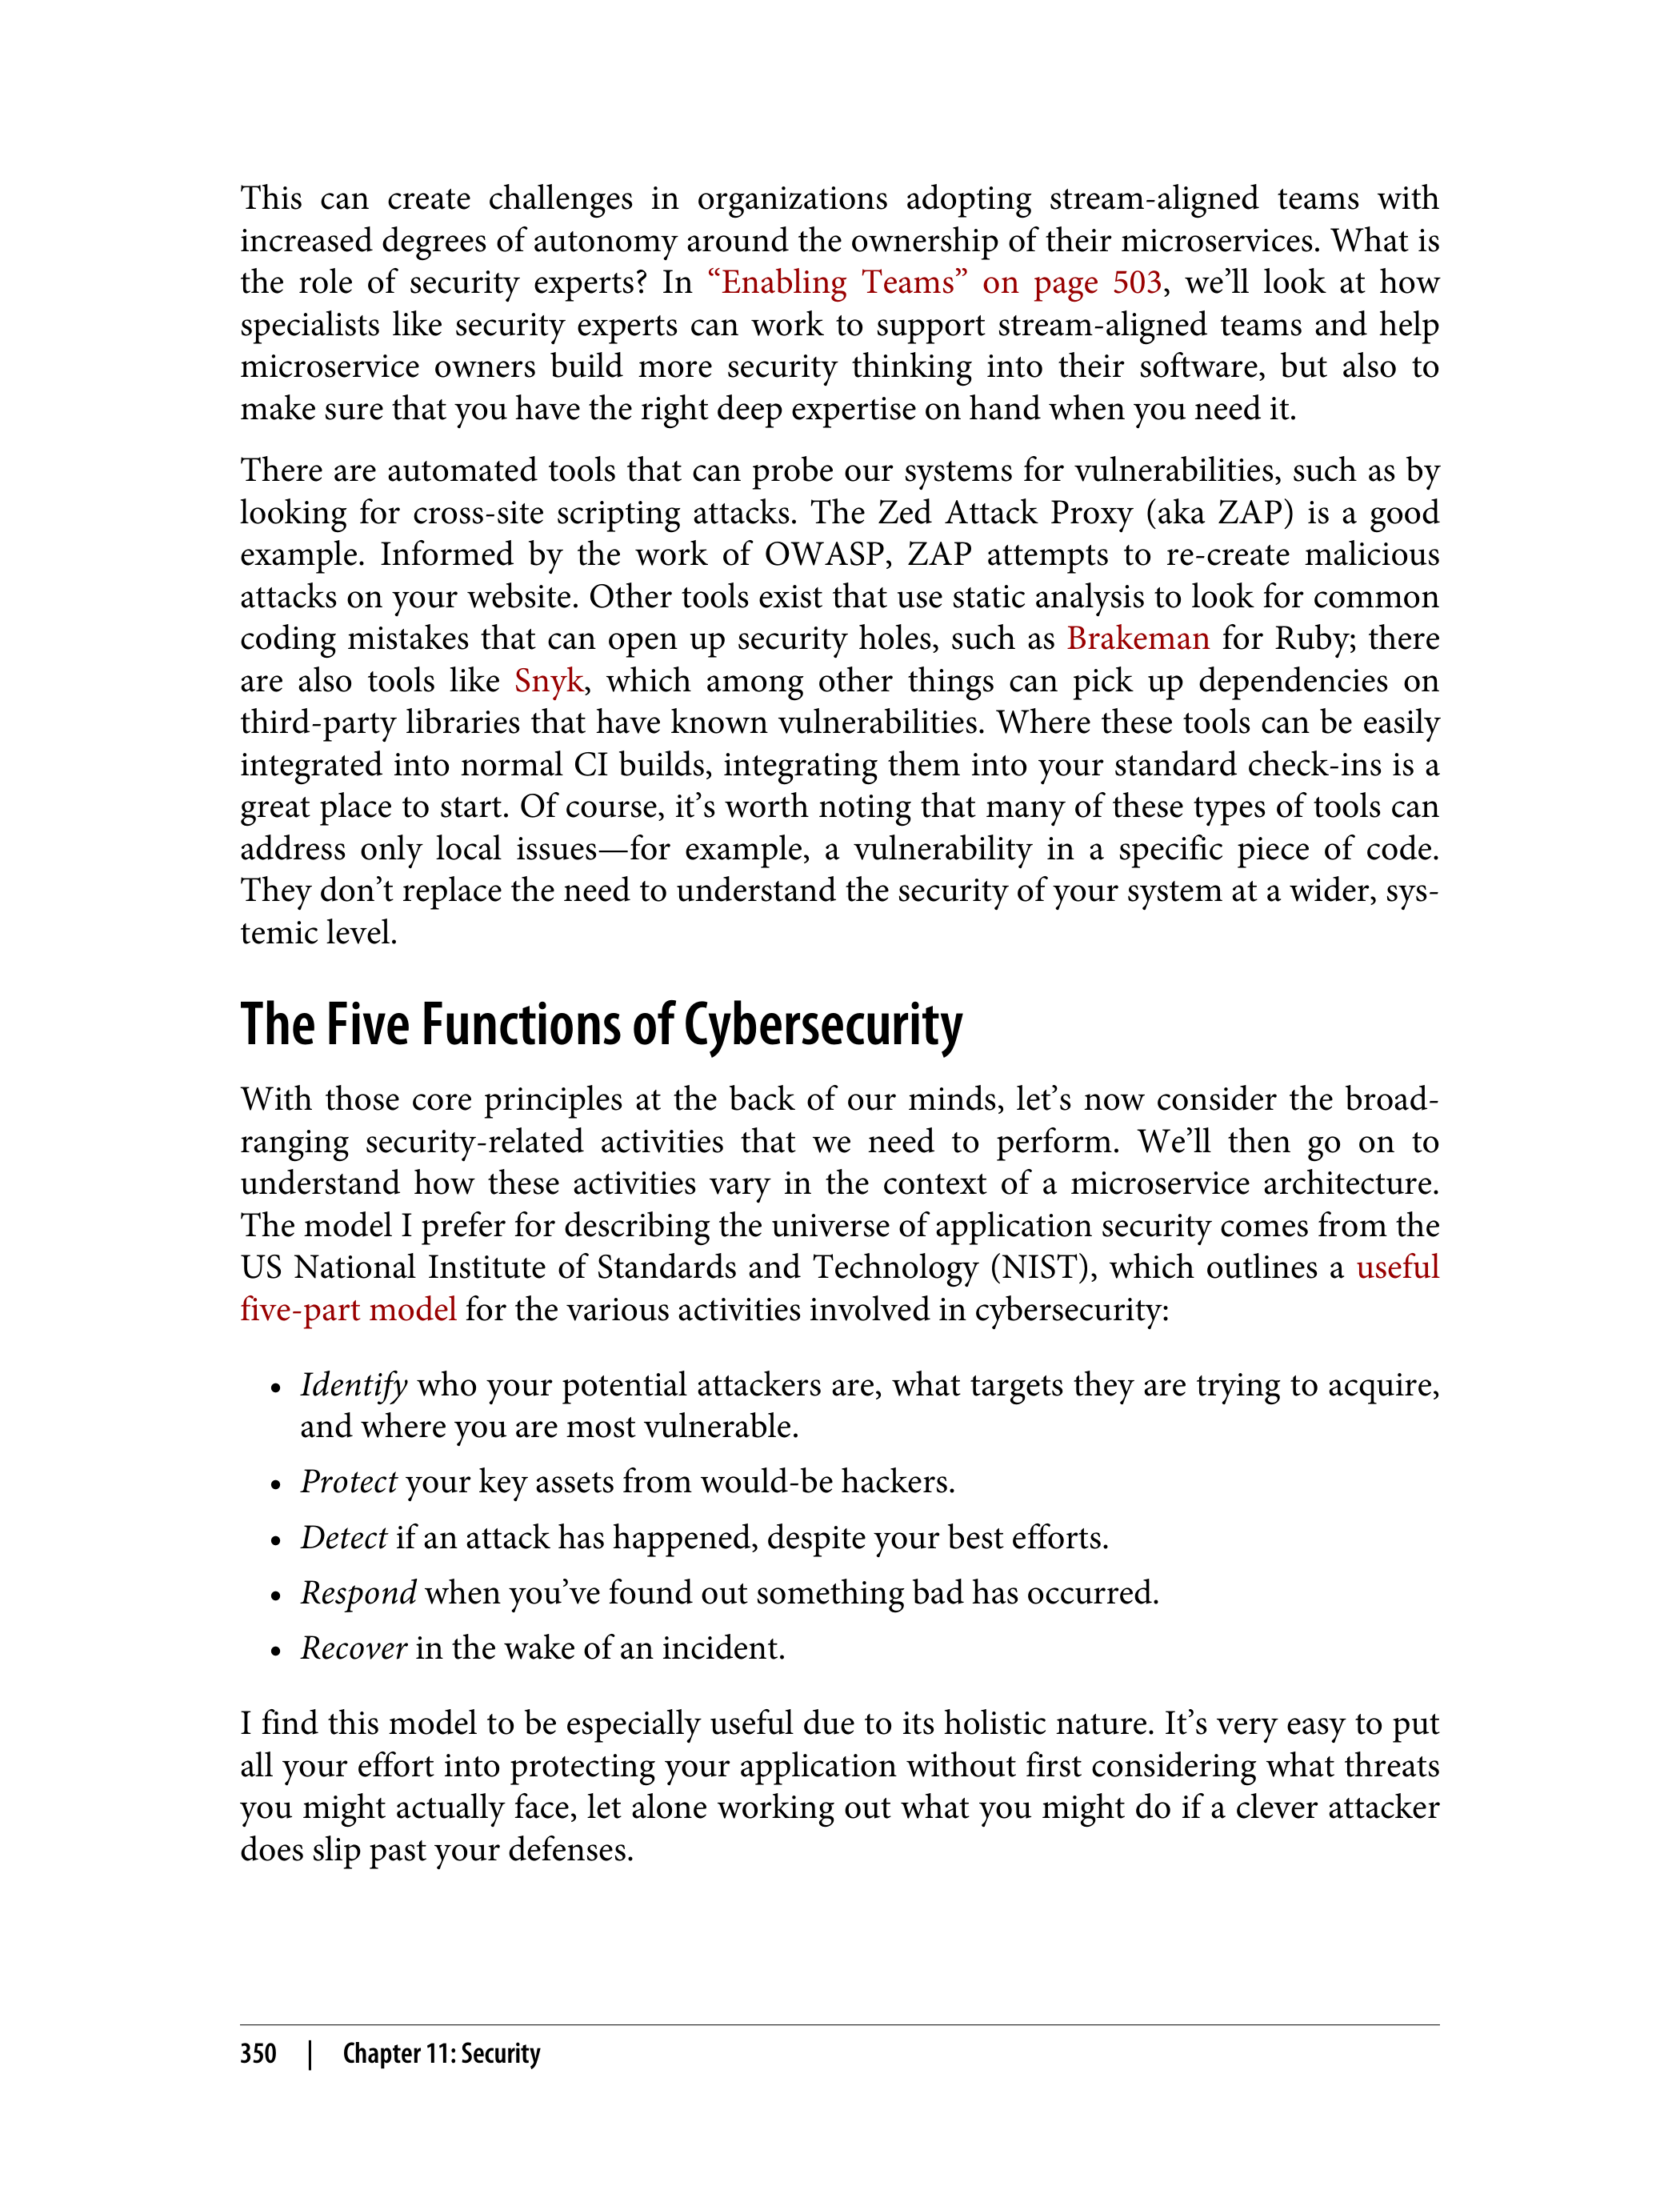 This can create challenges in organizations adopting stream-aligned teams with
increased degrees of autonomy around the ownership of their microservices. What is
the role of security experts? In “Enabling Teams” on page 503, we’ll look at how
specialists like security experts can work to support stream-aligned teams and help
microservice owners build more security thinking into their software, but also to
make sure that you have the right deep expertise on hand when you need it.
There are automated tools that can probe our systems for vulnerabilities, such as by
looking for cross-site scripting attacks. The Zed Attack Proxy (aka ZAP) is a good
example. Informed by the work of OWASP, ZAP attempts to re-create malicious
attacks on your website. Other tools exist that use static analysis to look for common
coding mistakes that can open up security holes, such as Brakeman for Ruby; there
are also tools like Snyk, which among other things can pick up dependencies on
third-party libraries that have known vulnerabilities. Where these tools can be easily
integrated into normal CI builds, integrating them into your standard check-ins is a
great place to start. Of course, it’s worth noting that many of these types of tools can
address only local issues—for example, a vulnerability in a specific piece of code.
They don’t replace the need to understand the security of your system at a wider, sys-
temic level.
The Five Functions of Cybersecurity
With those core principles at the back of our minds, let’s now consider the broad-
ranging security-related activities that we need to perform. We’ll then go on to
understand how these activities vary in the context of a microservice architecture.
The model I prefer for describing the universe of application security comes from the
US National Institute of Standards and Technology (NIST), which outlines a useful
five-part model for the various activities involved in cybersecurity:
• Identify who your potential attackers are, what targets they are trying to acquire,
and where you are most vulnerable.
• Protect your key assets from would-be hackers.
• Detect if an attack has happened, despite your best efforts.
• Respond when you’ve found out something bad has occurred.
• Recover in the wake of an incident.
I find this model to be especially useful due to its holistic nature. It’s very easy to put
all your effort into protecting your application without first considering what threats
you might actually face, let alone working out what you might do if a clever attacker
does slip past your defenses.
350 | Chapter 11: Security